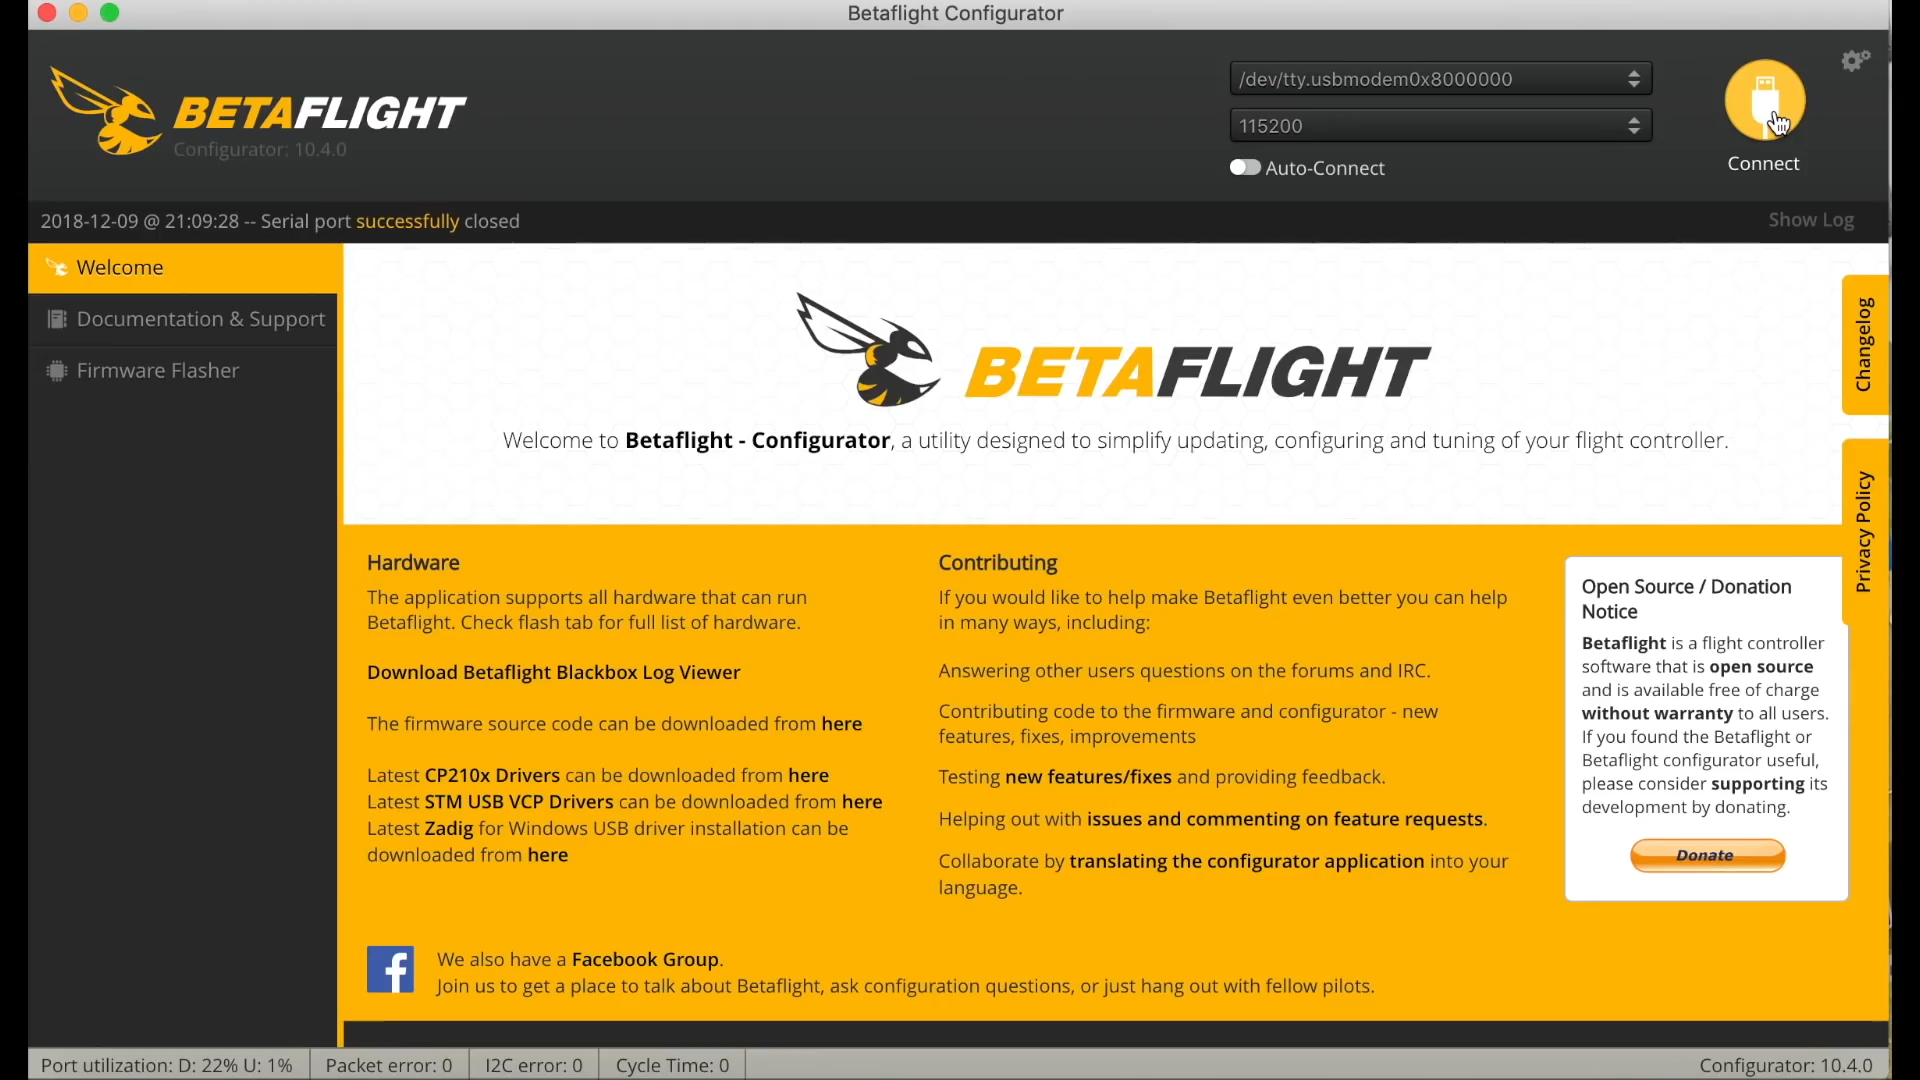 Betaflight Configurator
BETAFLIGHT
Configurator: 10.4.0
/dev/tty.usbmodem0x8000000
115200
Auto-Connect
Connect
2018-12-09 @ 21:09:28 -- Serial port successfully closed
Show Log
Welcome
Documentation & Support
Firmware Flasher
BETAFLIGHT
Welcome to Betaflight - Configurator, a utility designed to simplify updating, configuring and tuning of your flight controller.
Changelog
Privacy Policy
Hardware
The application supports all hardware that can run
Betaflight. Check flash tab for full list of hardware.
Download Betaflight Blackbox Log Viewer
The firmware source code can be downloaded from here
Latest CP210x Drivers can be downloaded from here
Latest STM USB VCP Drivers can be downloaded from here
Latest Zadig for Windows USB driver installation can be
downloaded from here
Contributing
If you would like to help make Betaflight even better you can help
in many ways, including:
Answering other users questions on the forums and IRC.
Contributing code to the firmware and configurator - new
features, fixes, improvements
Testing new features/fixes and providing feedback.
Helping out with issues and commenting on feature requests.
Collaborate by translating the configurator application into your
language.
Open Source / Donation
Notice
Betaflight is a flight controller
software that is open source
and is available free of charge
without warranty to all users.
If you found the Betaflight or
Betaflight configurator useful,
please consider supporting its
development by donating.
Donate
We also have a Facebook Group.
Join us to get a place to talk about Betaflight, ask configuration questions, or just hang out with fellow pilots.
Port utilization: D: 22% U: 1%
Packet error: 0
I2C error: 0
Cycle Time: 0
Configurator: 10.4.0